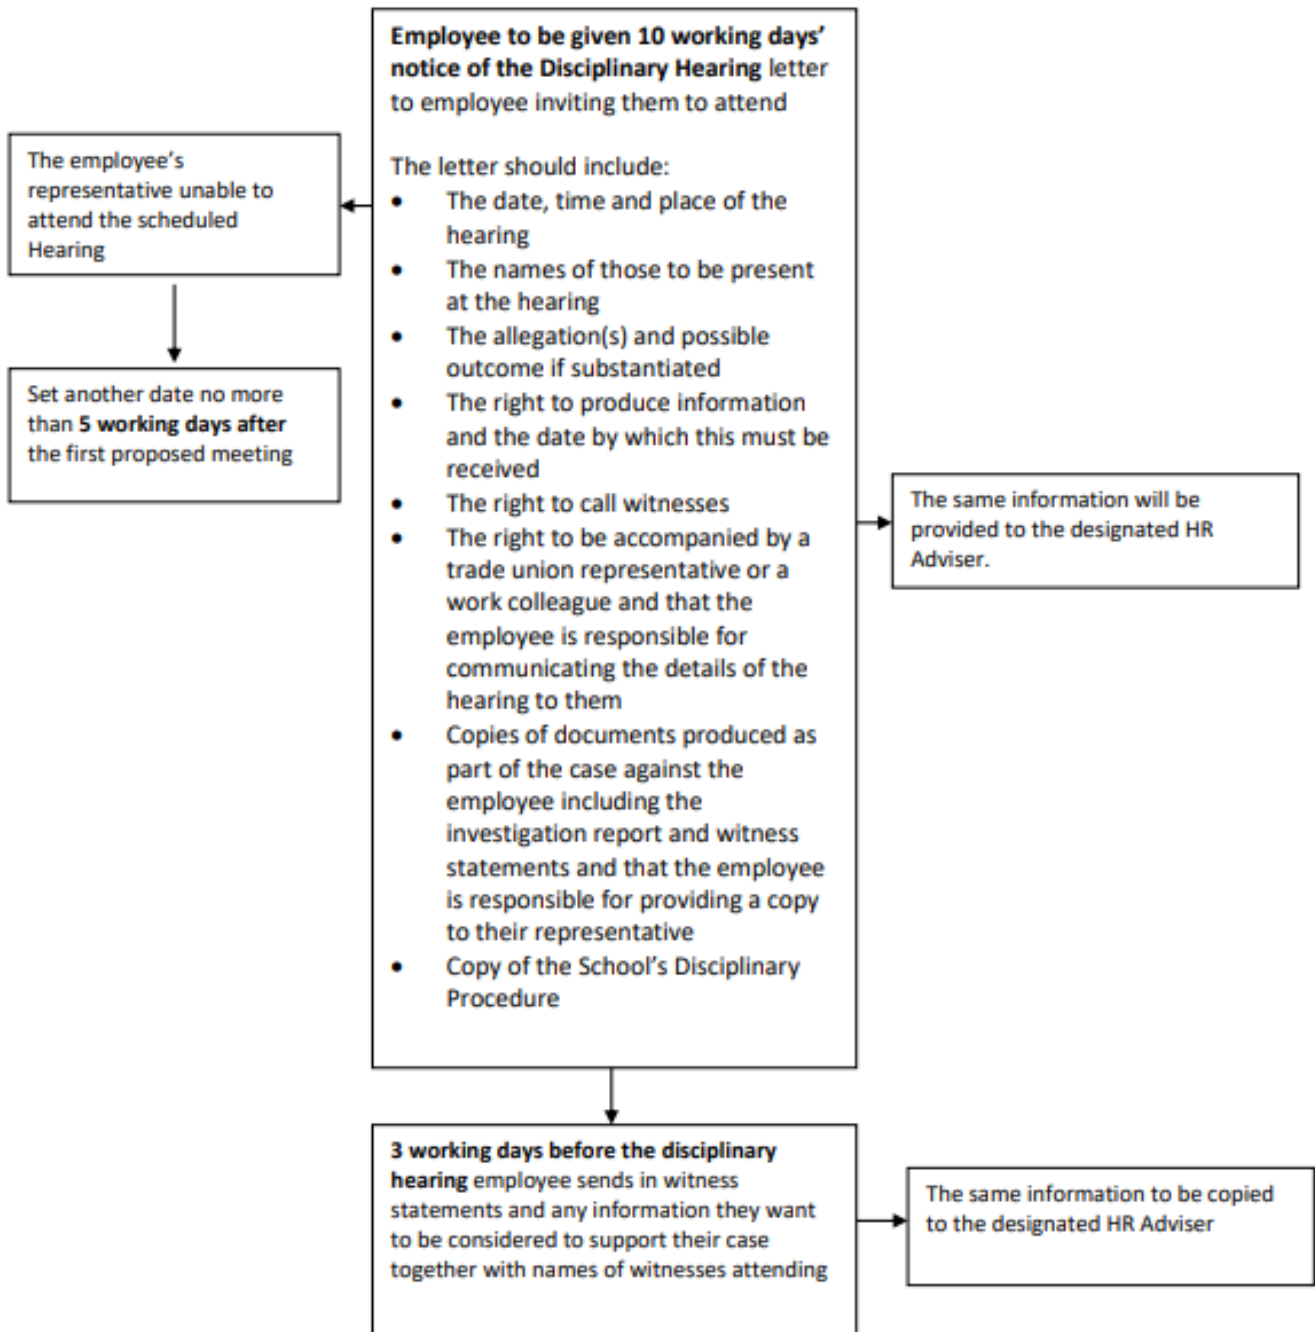 Employee to be given 10 working days’
notice of the Disciplinary Hearing letter
to employee inviting them to attend
The letter should include:
• The date, time and place of the
hearing
• The names of those to be present
at the hearing
• The allegation(s) and possible
outcome if substantiated
• The right to produce information
and the date by which this must be
received
• The right to call witnesses
• The right to be accompanied by a
trade union representative or a
work colleague and that the
employee is responsible for
communicating the details of the
hearing to them
• Copies of documents produced as
part of the case against the
employee including the
investigation report and witness
statements and that the employee
is responsible for providing a copy
to their representative
• Copy of the School’s Disciplinary
Procedure
The employee’s
representative unable to
attend the scheduled
Hearing
Set another date no more
than 5 working days after
the first proposed meeting
The same information will be
provided to the designated HR
Adviser.
3 working days before the disciplinary
hearing employee sends in witness
statements and any information they want
to be considered to support their case
together with names of witnesses attending
The same information to be copied
to the designated HR Adviser